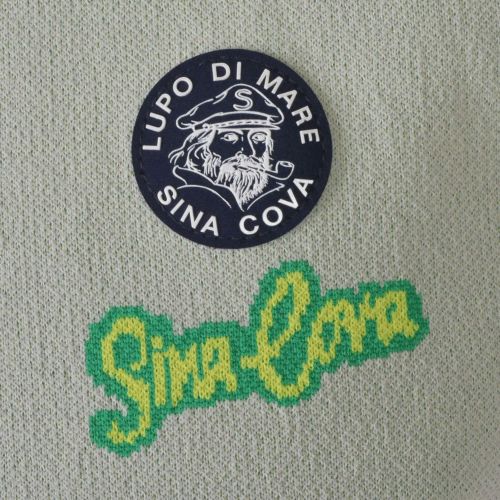 LUPO DI MARE
S
SINA COVA
Sina Cova